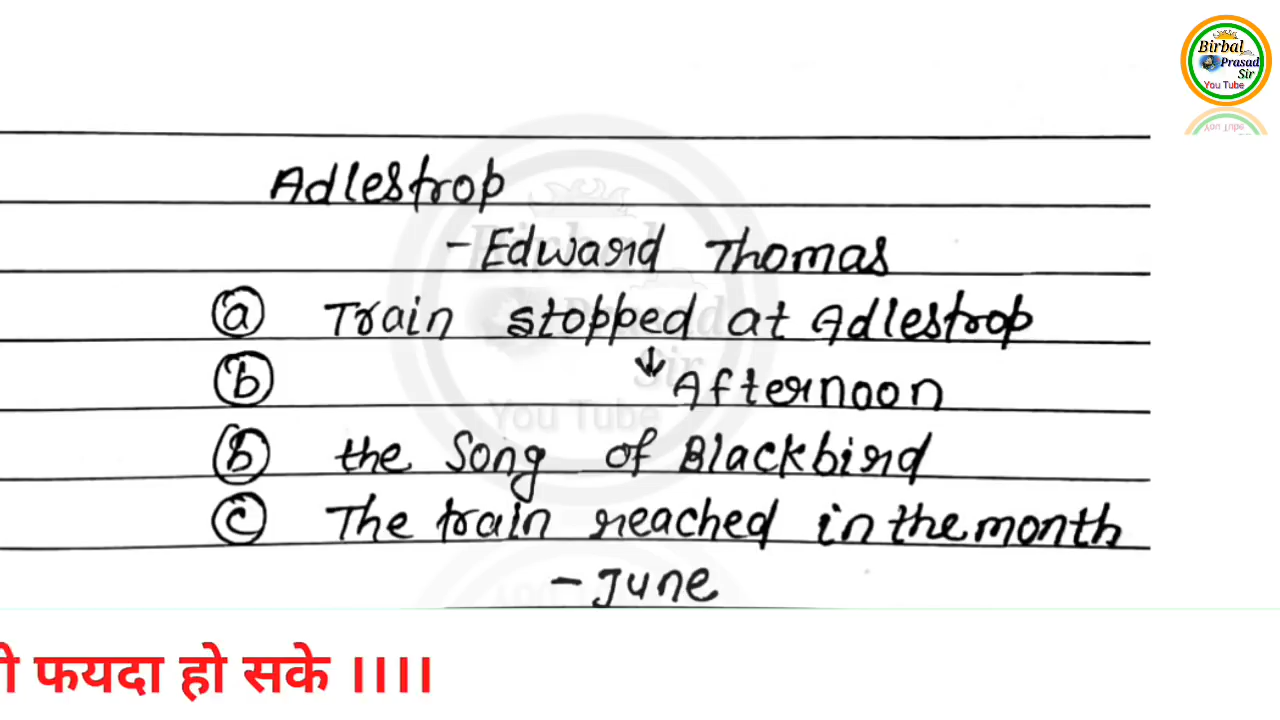 Birbal
Prasad
Sir
You Tube
Adlestrop
- Edward Thomas
(a) Train stopped at Adlestrop
(b) ↓ Afternoon
(b) the Song of Blackbird
(c) The train reached in the month
- June
फयदा हो सके ।।।।